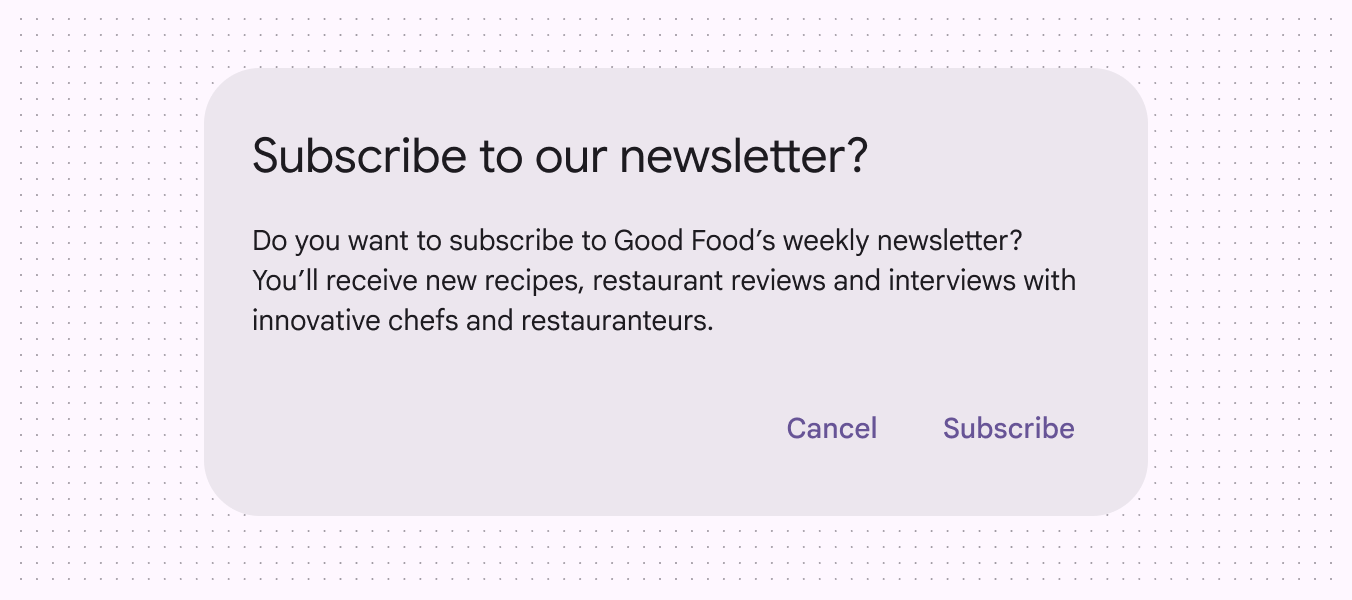 Subscribe to our newsletter?
Do you want to subscribe to Good Food’s weekly newsletter?
You’ll receive new recipes, restaurant reviews and interviews with
innovative chefs and restauranteurs.
Cancel Subscribe